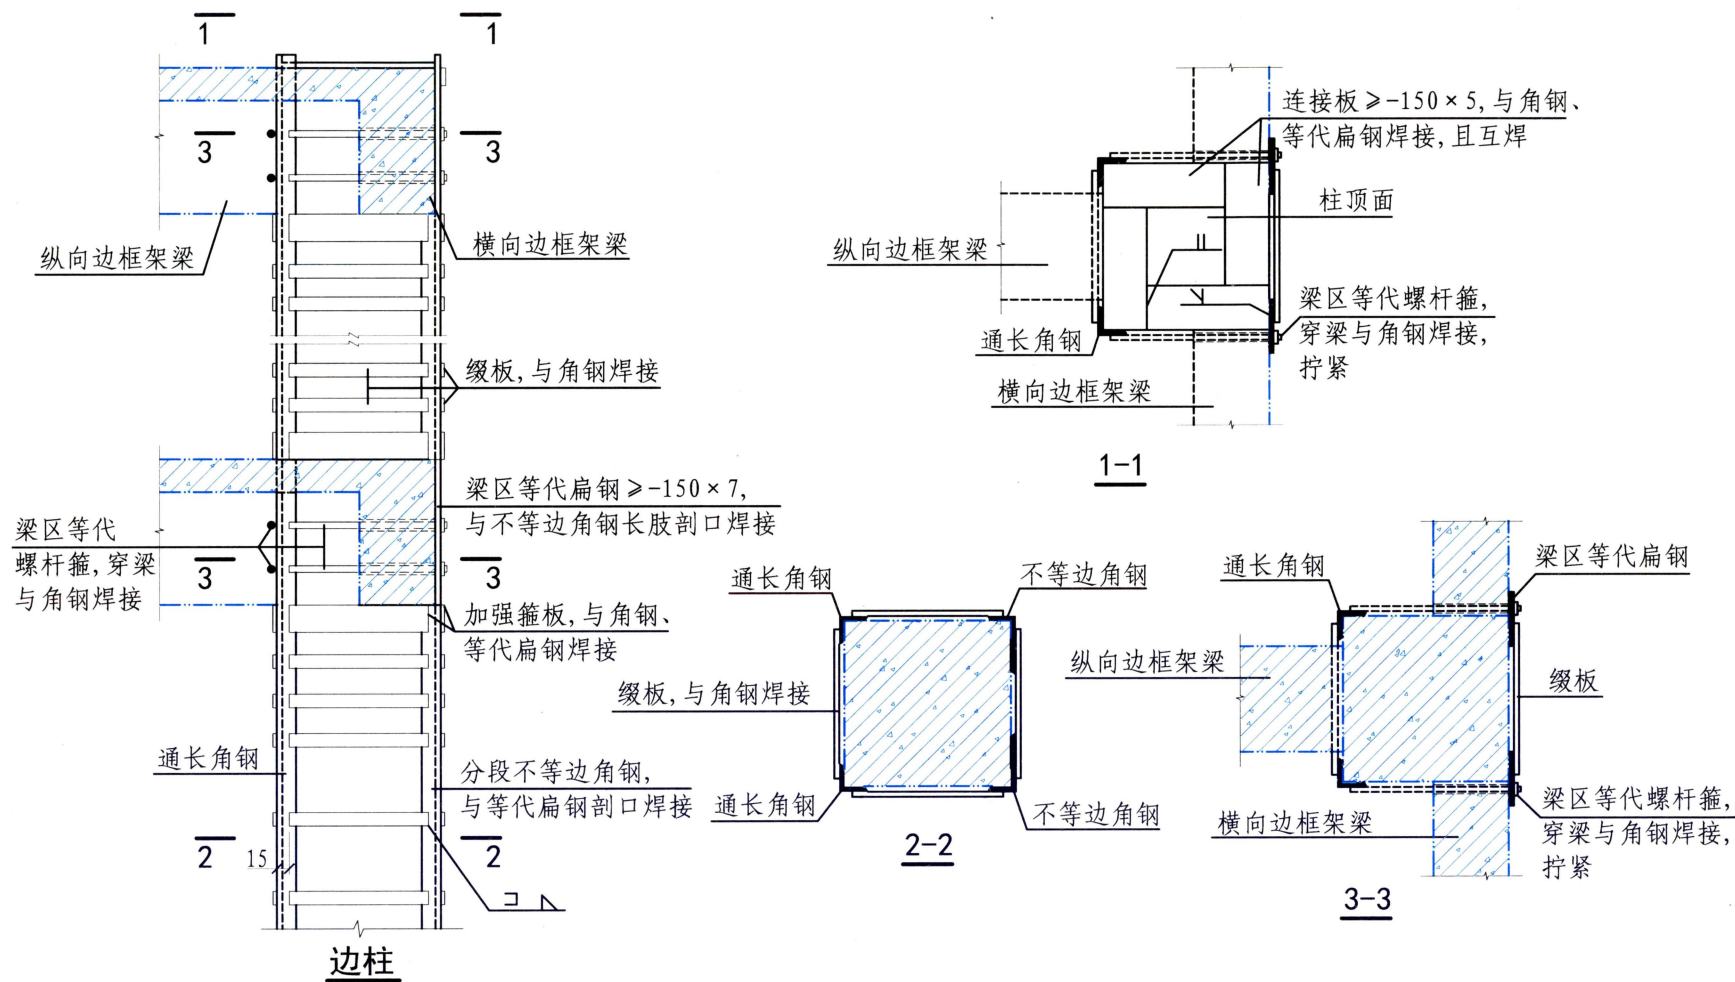 1
1
3
3
纵向边框架梁
横向边框架梁
缀板,与角钢焊接
梁区等代扁钢≥-150×7,
与不等边角钢长肢剖口焊接
梁区等代
螺杆箍,穿梁
与角钢焊接
3
3
加强箍板,与角钢、
等代扁钢焊接
通长角钢
分段不等边角钢,
与等代扁钢剖口焊接
2
2
15
边柱
连接板≥-150×5,与角钢、
等代扁钢焊接,且互焊
柱顶面
纵向边框架梁
梁区等代螺杆箍,
穿梁与角钢焊接,
拧紧
通长角钢
横向边框架梁
1-1
通长角钢
不等边角钢
缀板,与角钢焊接
通长角钢
不等边角钢
2-2
通长角钢
梁区等代扁钢
纵向边框架梁
缀板
横向边框架梁
梁区等代螺杆箍,
穿梁与角钢焊接,
拧紧
3-3